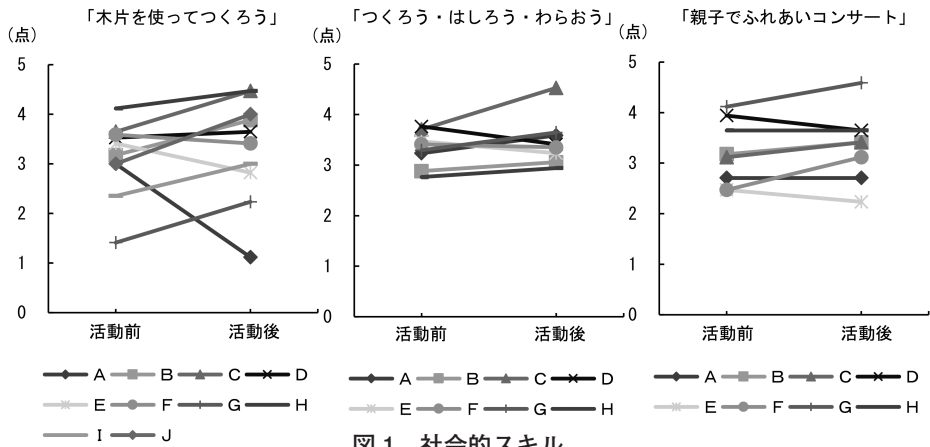 「木片を使ってつくろう」
(点)
5
4
3
2
1
0
活動前 活動後
A B C D
E F G H
I J
「つくろう・はしろう・わらおう」
(点)
5
4
3
2
1
0
活動前 活動後
A B C D
E F G H
「親子でふれあいコンサート」
(点)
5
4
3
2
1
0
活動前 活動後
A B C D
E F G H
図1 社会的スキル